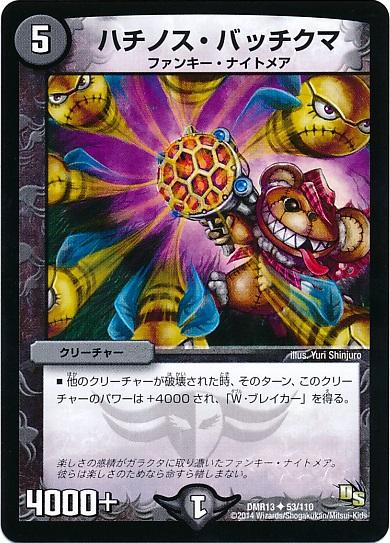 5
ハチノス・バッチクマ
ファンキー・ナイトメア
クリーチャー
illus. Yuri Shinjuro
■ 他のクリーチャーが破壊された時、そのターン、このクリ
ーチャーのパワーは+4000され、「W・ブレイカー」を得る。
楽しさの感情がガラクタに取り憑いたファンキー・ナイトメア。
彼らは楽しさのためなら命すら惜しまない。
4000+
1
DS
DMR13 ◆ 53/110
©2014 Wizards/Shogakukan/Mitsui-Kids